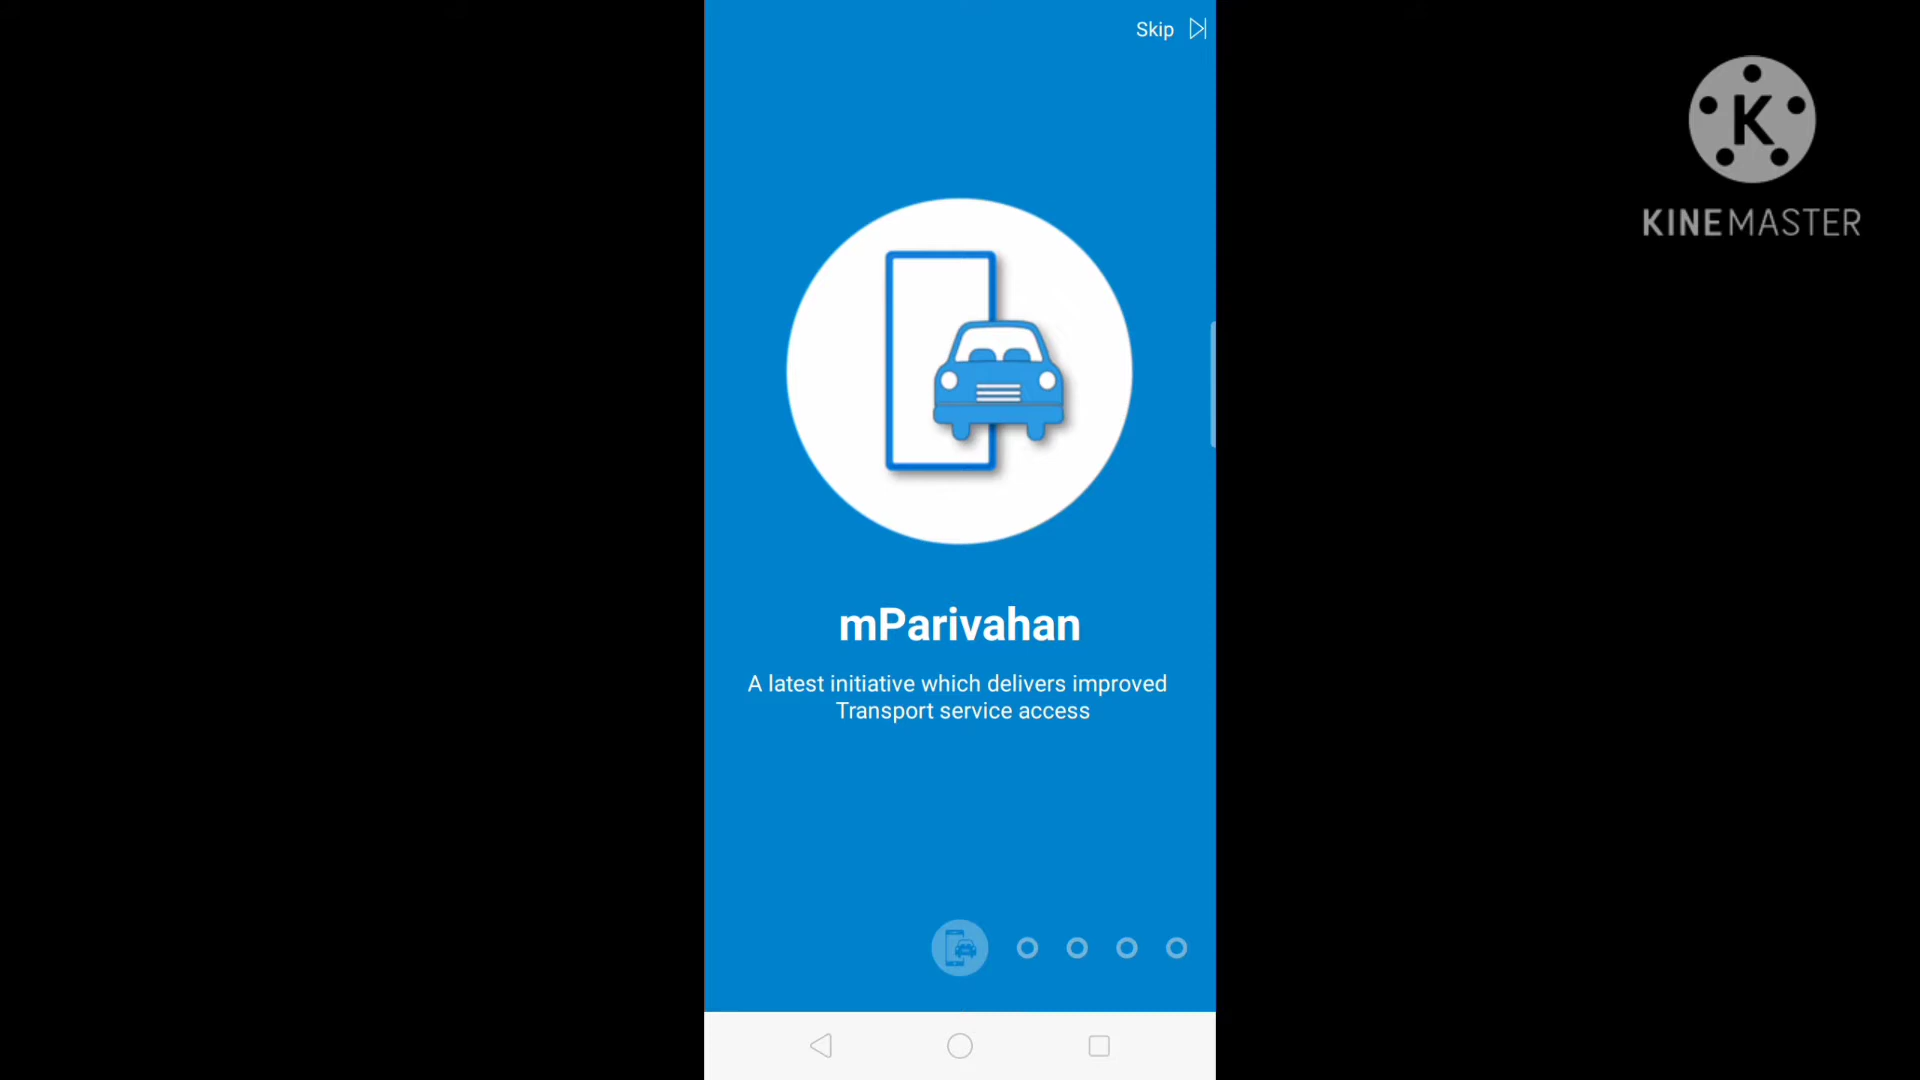 Skip
K
KINEMASTER
mParivahan
A latest initiative which delivers improved
Transport service access